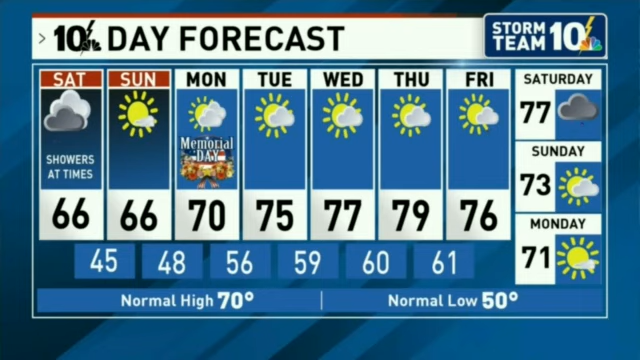 > 10 DAY FORECAST
STORM
TEAM 10
SAT SUN MON TUE WED THU FRI
SHOWERS
AT TIMES
Memorial
DAY
66 66 70 75 77 79 76
45 48 56 59 60 61
SATURDAY
77
SUNDAY
73
MONDAY
71
Normal High 70° Normal Low 50°